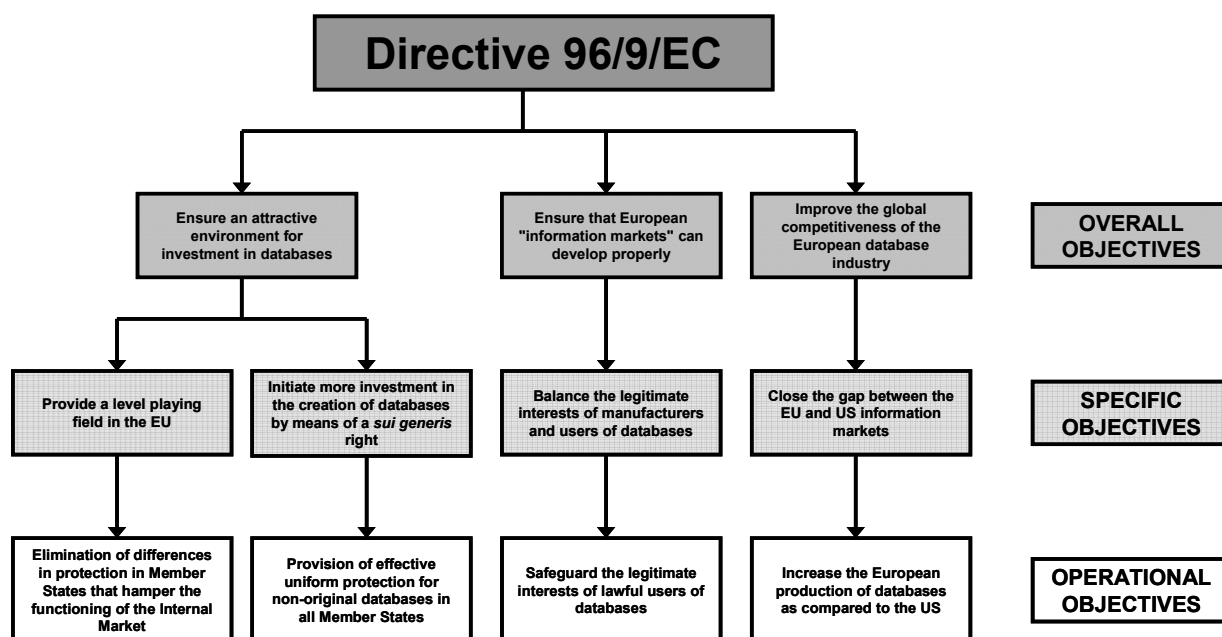 Directive 96/9/EC
Ensure an attractive
environment for
investment in databases
Ensure that European
"information markets" can
develop properly
Improve the global
competitiveness of the
European database
industry
OVERALL
OBJECTIVES
Provide a level playing
field in the EU
Initiate more investment in
the creation of databases
by means of a sui generis
right
Balance the legitimate
interests of manufacturers
and users of databases
Close the gap between the
EU and US information
markets
SPECIFIC
OBJECTIVES
Elimination of differences
in protection in Member
States that hamper the
functioning of the Internal
Market
Provision of effective
uniform protection for
non-original databases in
all Member States
Safeguard the legitimate
interests of lawful users of
databases
Increase the European
production of databases
as compared to the US
OPERATIONAL
OBJECTIVES